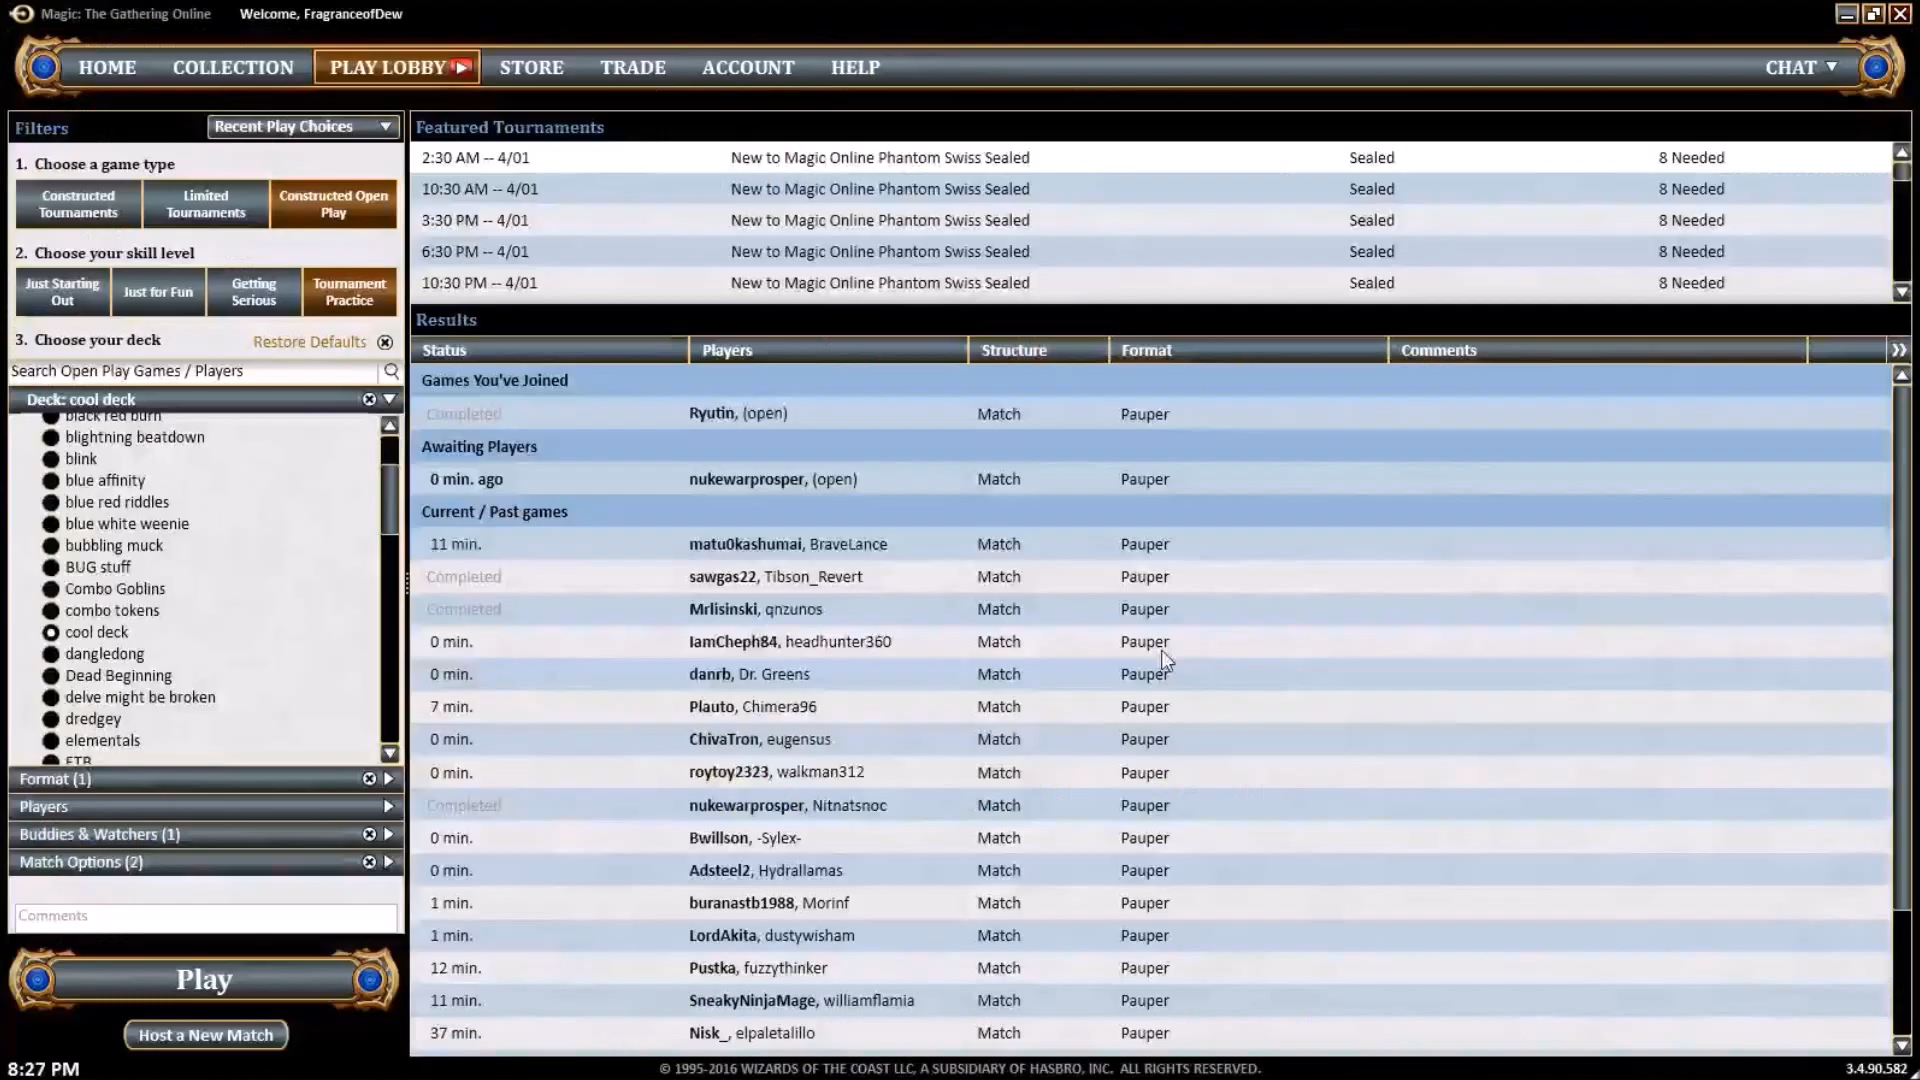 Magic: The Gathering Online Welcome, FragranceofDew
HOME COLLECTION PLAY LOBBY STORE TRADE ACCOUNT HELP CHAT
Filters Recent Play Choices
1. Choose a game type
Constructed Tournaments Limited Tournaments Constructed Open Play
2. Choose your skill level
Just Starting Out Just for Fun Getting Serious Tournament Practice
3. Choose your deck Restore Defaults
Search Open Play Games / Players
Deck: cool deck
black red burn
blightning beatdown
blink
blue affinity
blue red riddles
blue white weenie
bubbling muck
BUG stuff
Combo Goblins
combo tokens
cool deck
dangledong
Dead Beginning
delve might be broken
dredgey
elementals
ETB
Format (1)
Players
Buddies & Watchers (1)
Match Options (2)
Comments
Play
Host a New Match
8:27 PM
Featured Tournaments
2:30 AM -- 4/01 New to Magic Online Phantom Swiss Sealed Sealed 8 Needed
10:30 AM -- 4/01 New to Magic Online Phantom Swiss Sealed Sealed 8 Needed
3:30 PM -- 4/01 New to Magic Online Phantom Swiss Sealed Sealed 8 Needed
6:30 PM -- 4/01 New to Magic Online Phantom Swiss Sealed Sealed 8 Needed
10:30 PM -- 4/01 New to Magic Online Phantom Swiss Sealed Sealed 8 Needed
Results
Status Players Structure Format Comments
Games You've Joined
Completed Ryutin, (open) Match Pauper
Awaiting Players
0 min. ago nukewarprosper, (open) Match Pauper
Current / Past games
11 min. matu0kashumai, BraveLance Match Pauper
Completed sawgas22, Tibson_Revert Match Pauper
Completed Mrlisinski, qnzunos Match Pauper
0 min. IamCheph84, headhunter360 Match Pauper
0 min. danrb, Dr. Greens Match Pauper
7 min. Plauto, Chimera96 Match Pauper
0 min. ChivaTron, eugensus Match Pauper
0 min. roytoy2323, walkman312 Match Pauper
Completed nukewarprosper, Nitnatsnoc Match Pauper
0 min. Bwillson, -Sylex- Match Pauper
0 min. Adsteel2, Hydrallamas Match Pauper
1 min. buranastb1988, Morinf Match Pauper
1 min. LordAkita, dustywisham Match Pauper
12 min. Pustka, fuzzythinker Match Pauper
11 min. SneakyNinjaMage, williamflamia Match Pauper
37 min. Nisk_, elpaletalillo Match Pauper
© 1995-2016 WIZARDS OF THE COAST LLC, A SUBSIDIARY OF HASBRO, INC. ALL RIGHTS RESERVED.
3.4.90.582